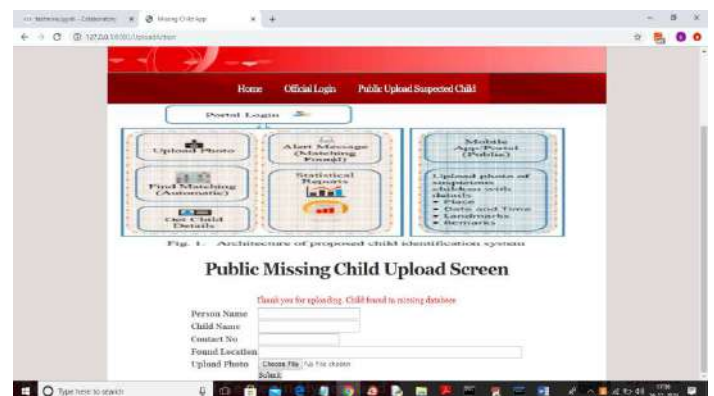 Missing Child App
Home Official Login Public Upload Suspected Child
Portal Login
Upload Photo
Find Matching
(Automatic)
Get Child
Details
Alert Message
(Matching
Found)
Statistical
Reports
Mobile
App/Portal
(Public)
Upload photo of
suspicious
children with
details
• Place
• Date and Time
• Landmarks
• Remarks
Fig. 1. Architecture of proposed child identification system
Public Missing Child Upload Screen
Thank you for uploading. Child found in missing database
Person Name
Child Name
Contact No
Found Location
Upload Photo Choose File No file chosen
Submit
Type here to search